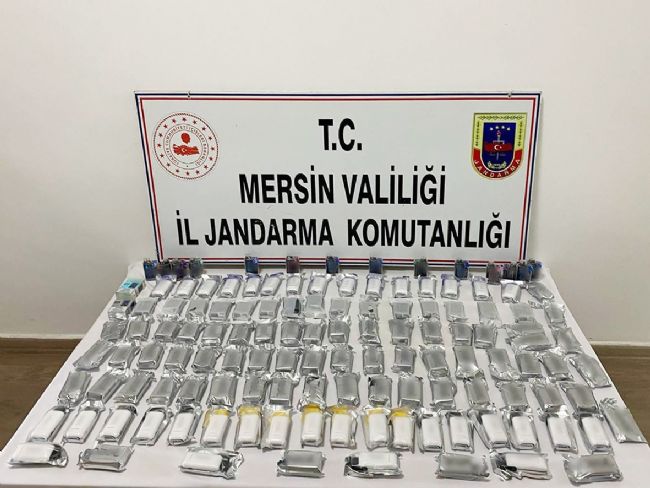 T.C.
MERSİN VALİLİĞİ
İL JANDARMA KOMUTANLIĞI
JANDARMA